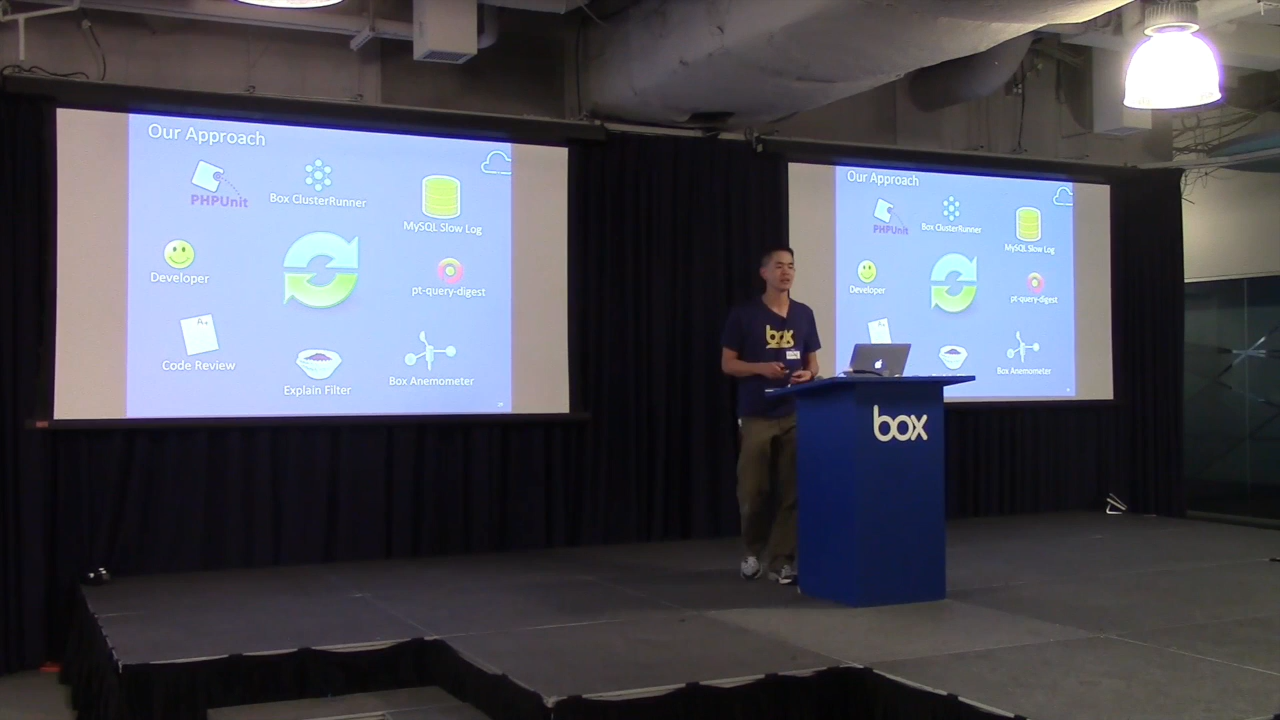 Our Approach
PHPUnit
Box ClusterRunner
MySQL Slow Log
Developer
pt-query-digest
A+
Code Review
Explain Filter
Box Anemometer
Our Approach
PHPUnit
Box ClusterRunner
MySQL Slow Log
Developer
pt-query-digest
A+
Box Anemometer
box
box